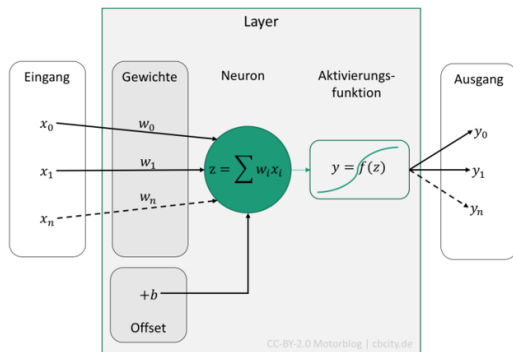 Layer
Eingang
Gewichte
Neuron
Aktivierungs-
funktion
Ausgang
x₀
w₀
y₀
x₁
w₁
z = ∑ wᵢxᵢ
y = f(z)
y₁
xₙ
wₙ
yₙ
+b
Offset
CC-BY-2.0 Motorblog | cbcity.de